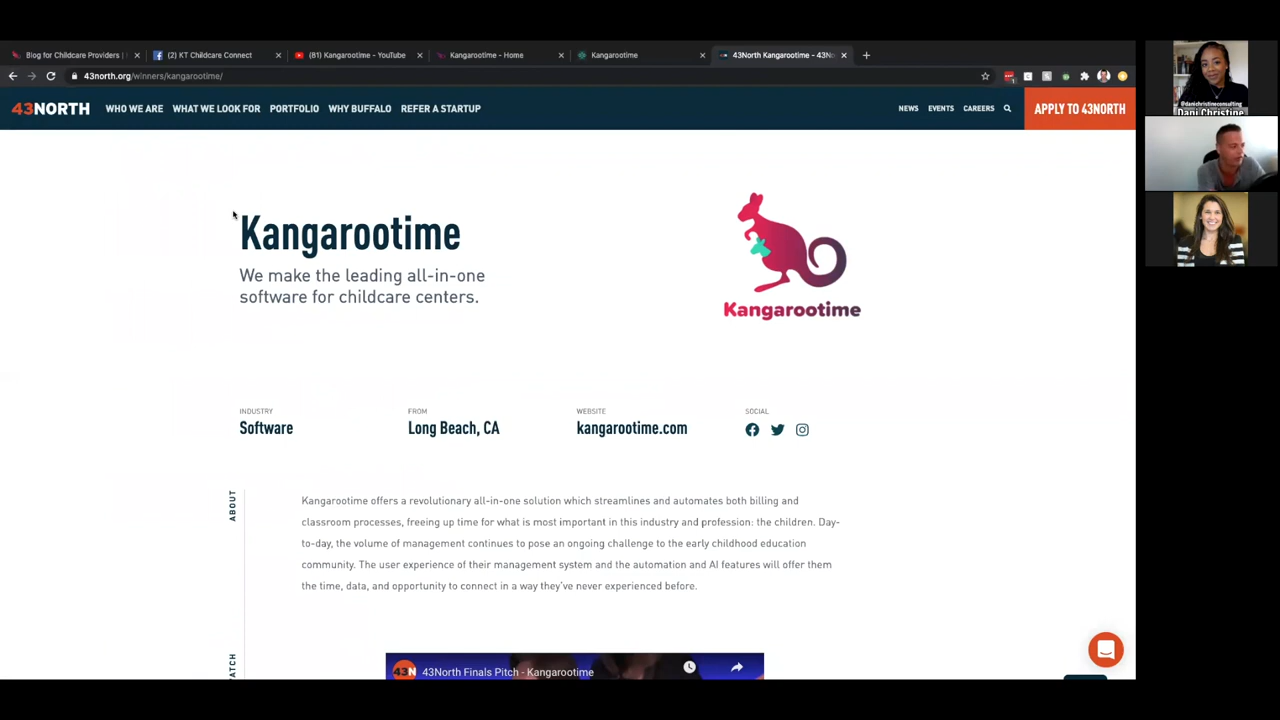 Blog for Childcare Providers |
(2) KT Childcare Connect
(81) Kangarootime - YouTube
Kangarootime - Home
Kangarootime
43North Kangarootime - 43No
43north.org/winners/kangarootime/
43NORTH
WHO WE ARE
WHAT WE LOOK FOR
PORTFOLIO
WHY BUFFALO
REFER A STARTUP
NEWS
EVENTS
CAREERS
APPLY TO 43NORTH
@danichristineconsulting
Dani Christine
Kangarootime
We make the leading all-in-one
software for childcare centers.
Kangarootime
INDUSTRY
Software
FROM
Long Beach, CA
WEBSITE
kangarootime.com
SOCIAL
ABOUT
Kangarootime offers a revolutionary all-in-one solution which streamlines and automates both billing and
classroom processes, freeing up time for what is most important in this industry and profession: the children. Day-
to-day, the volume of management continues to pose an ongoing challenge to the early childhood education
community. The user experience of their management system and the automation and AI features will offer them
the time, data, and opportunity to connect in a way they've never experienced before.
43N
43North Finals Pitch - Kangarootime